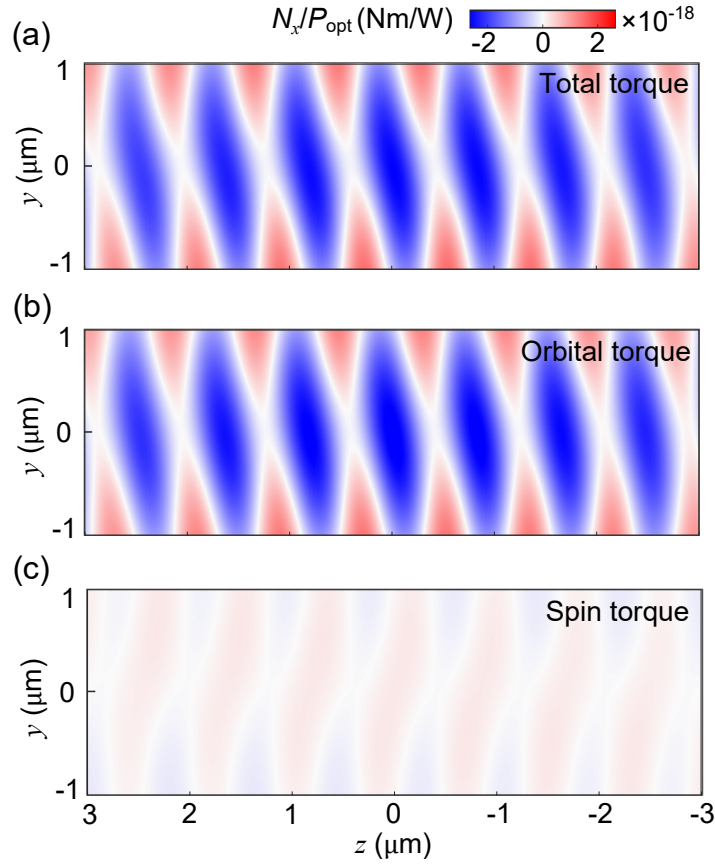 (a)
N_x/P_opt (Nm/W)
-2 0 2 ×10^-18
Total torque
1
0
-1
y (μm)
(b)
Orbital torque
1
0
-1
y (μm)
(c)
Spin torque
1
0
-1
y (μm)
3 2 1 0 -1 -2 -3
z (μm)